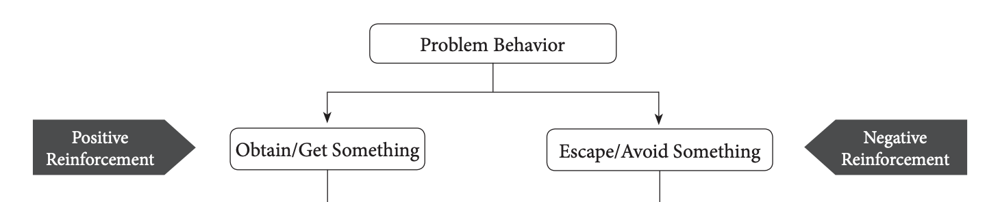 Problem Behavior
Positive
Reinforcement
Obtain/Get Something
Escape/Avoid Something
Negative
Reinforcement